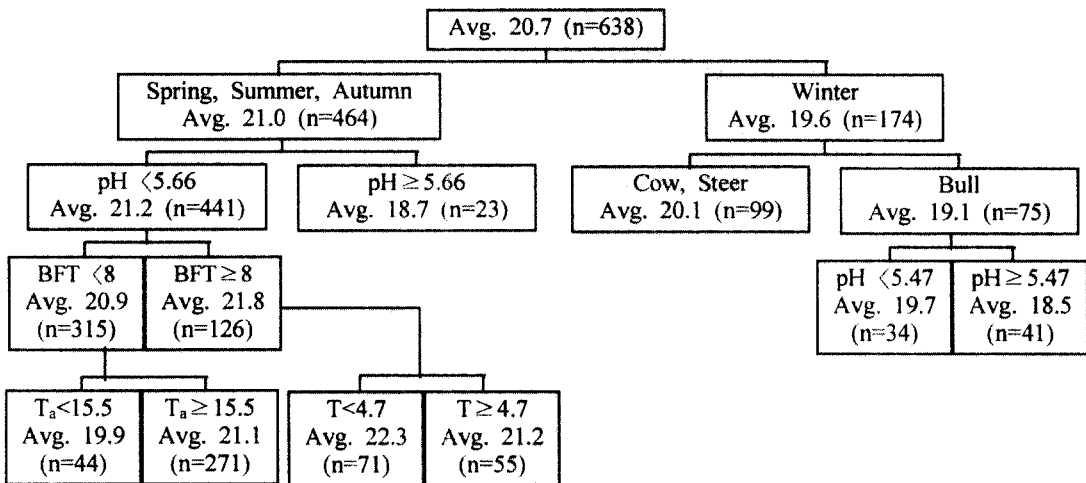 Avg. 20.7 (n=638)
Spring, Summer, Autumn
Avg. 21.0 (n=464)
Winter
Avg. 19.6 (n=174)
pH <5.66
Avg. 21.2 (n=441)
pH≥5.66
Avg. 18.7 (n=23)
Cow, Steer
Avg. 20.1 (n=99)
Bull
Avg. 19.1 (n=75)
BFT <8
Avg. 20.9
(n=315)
BFT≥8
Avg. 21.8
(n=126)
pH <5.47
Avg. 19.7
(n=34)
pH≥5.47
Avg. 18.5
(n=41)
Ta<15.5
Avg. 19.9
(n=44)
Ta≥15.5
Avg. 21.1
(n=271)
T<4.7
Avg. 22.3
(n=71)
T≥4.7
Avg. 21.2
(n=55)